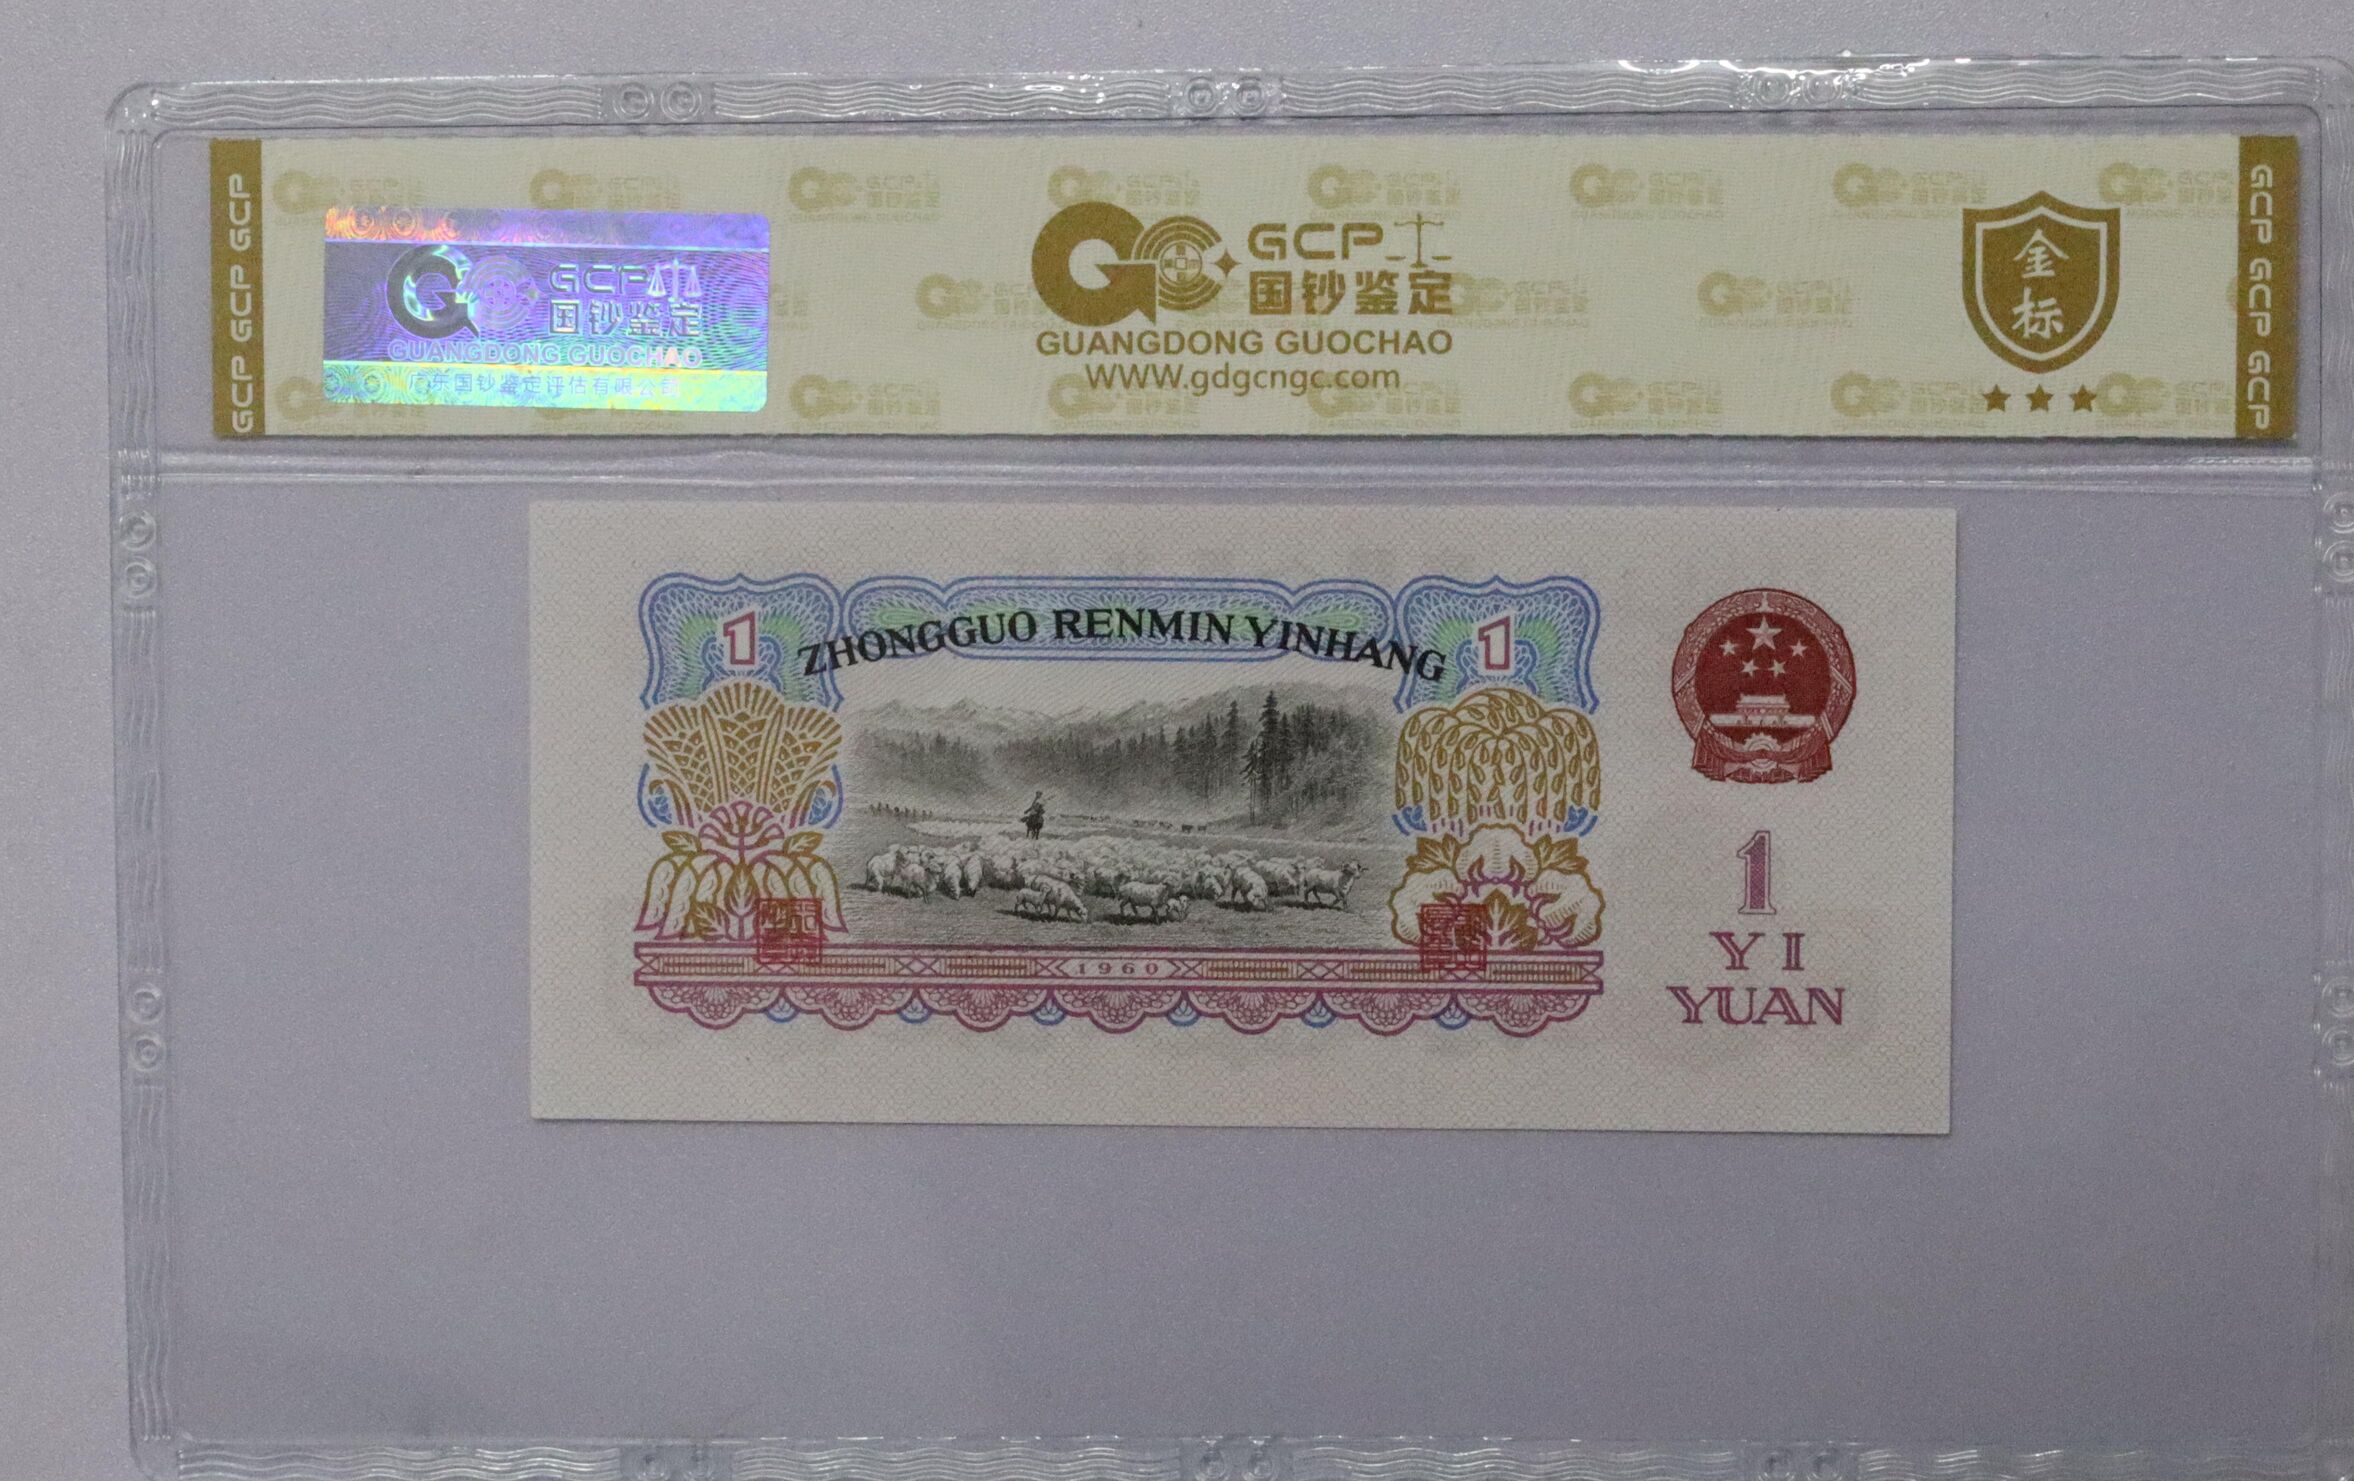 GCP GCP GCP
GCP
国钞鉴定
GUANGDONG GUOCHAO
广东国钞鉴定评估有限公司
GCP
国钞鉴定
GUANGDONG GUOCHAO
WWW.gdgcngc.com
金
标
GCP GCP GCP
1
ZHONGGUO RENMIN YINHANG
1
1
YI
YUAN
1960